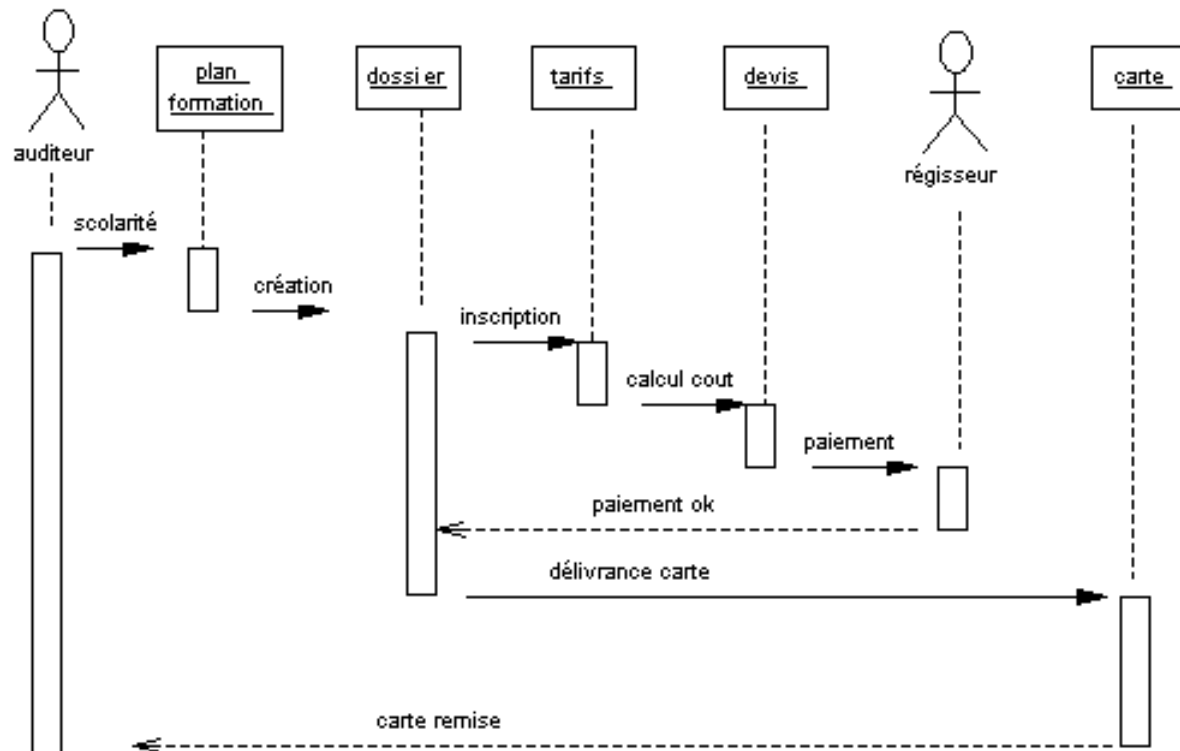 plan
formation
dossier
tarifs
devis
carte
auditeur
régisseur
scolarité
création
inscription
calcul cout
paiement
paiement ok
délivrance carte
carte remise